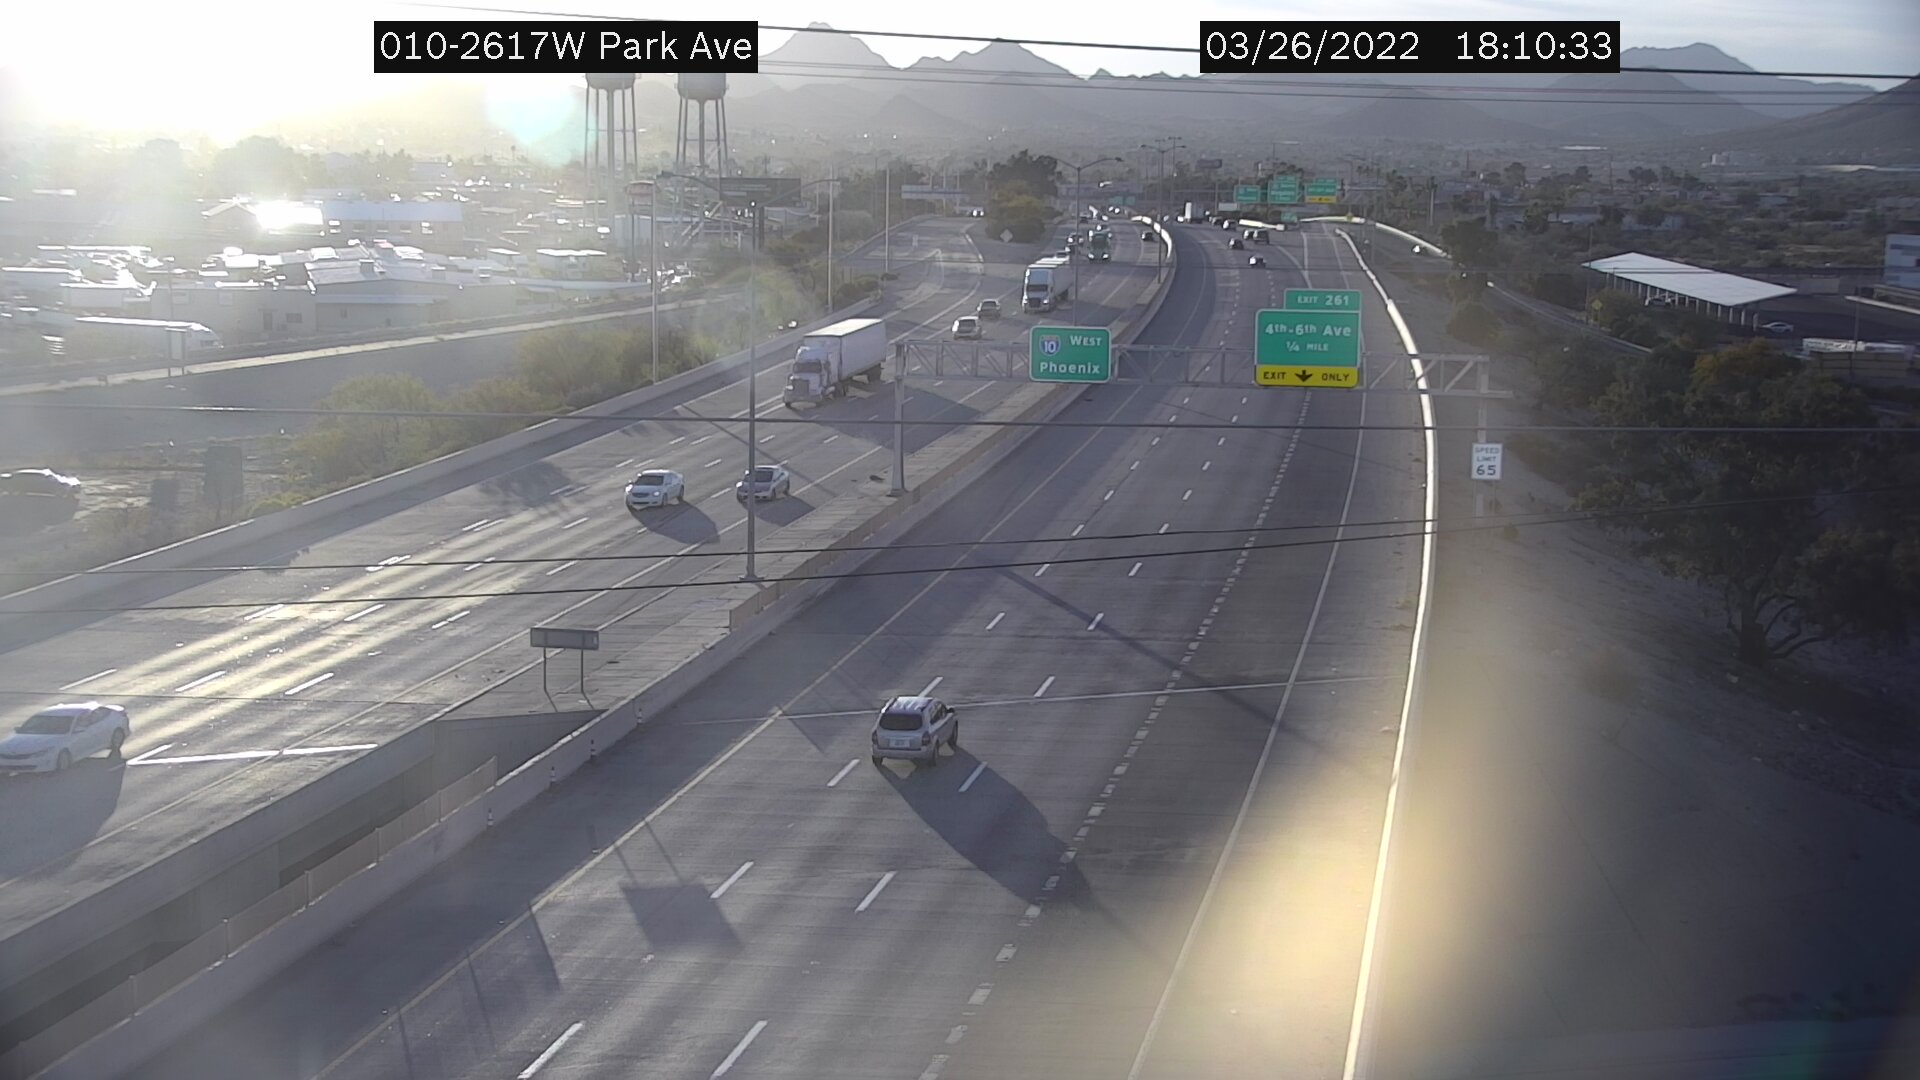 010-2617W Park Ave
03/26/2022 18:10:33
EXIT 261
4th-6th Ave
1/4 MILE
EXIT ONLY
10 WEST
Phoenix
SPEED
LIMIT
65